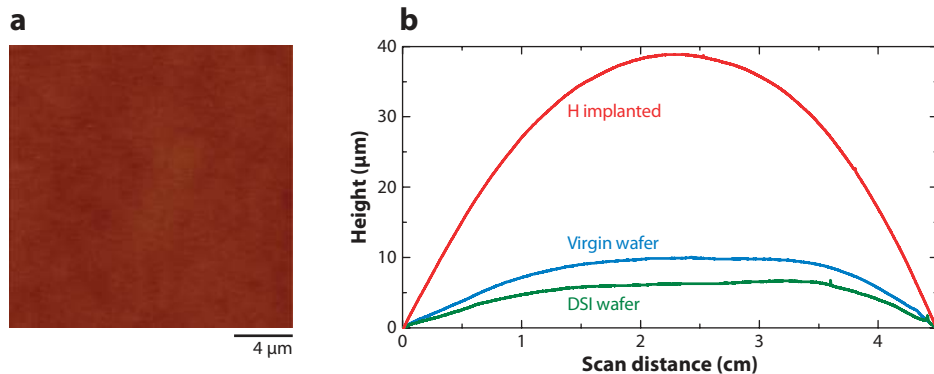 a
4 µm
b
Height (µm)
40
30
20
10
0
H implanted
Virgin wafer
DSI wafer
0
1
2
3
4
Scan distance (cm)